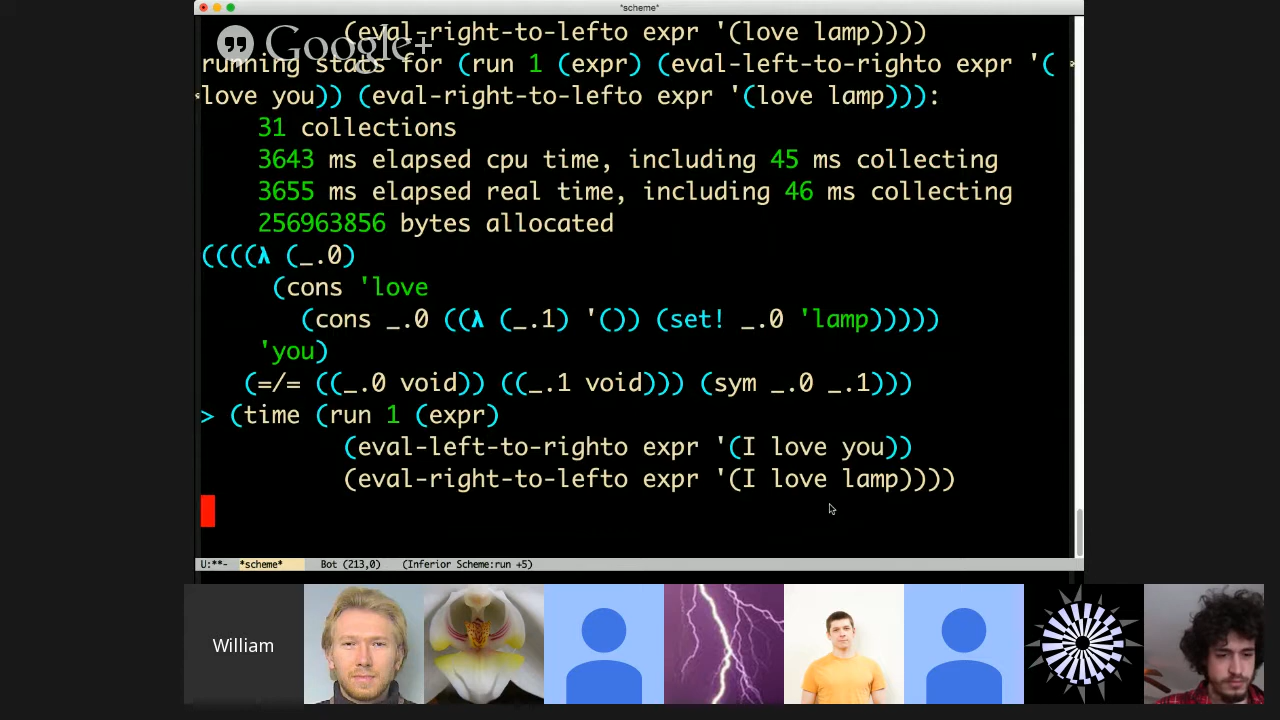 *scheme*
(eval-right-to-lefto expr '(love lamp))))
Google+
running stats for (run 1 (expr) (eval-left-to-righto expr '(
love you)) (eval-right-to-lefto expr '(love lamp))):
31 collections
3643 ms elapsed cpu time, including 45 ms collecting
3655 ms elapsed real time, including 46 ms collecting
256963856 bytes allocated
((((λ (_.0)
(cons 'love
(cons _.0 ((λ (_.1) '()) (set! _.0 'lamp)))))
'you)
(=/= ((_.0 void)) ((_.1 void))) (sym _.0 _.1)))
> (time (run 1 (expr)
(eval-left-to-righto expr '(I love you))
(eval-right-to-lefto expr '(I love lamp))))
U:**- *scheme* Bot (213,0) (Inferior Scheme:run +5)
William